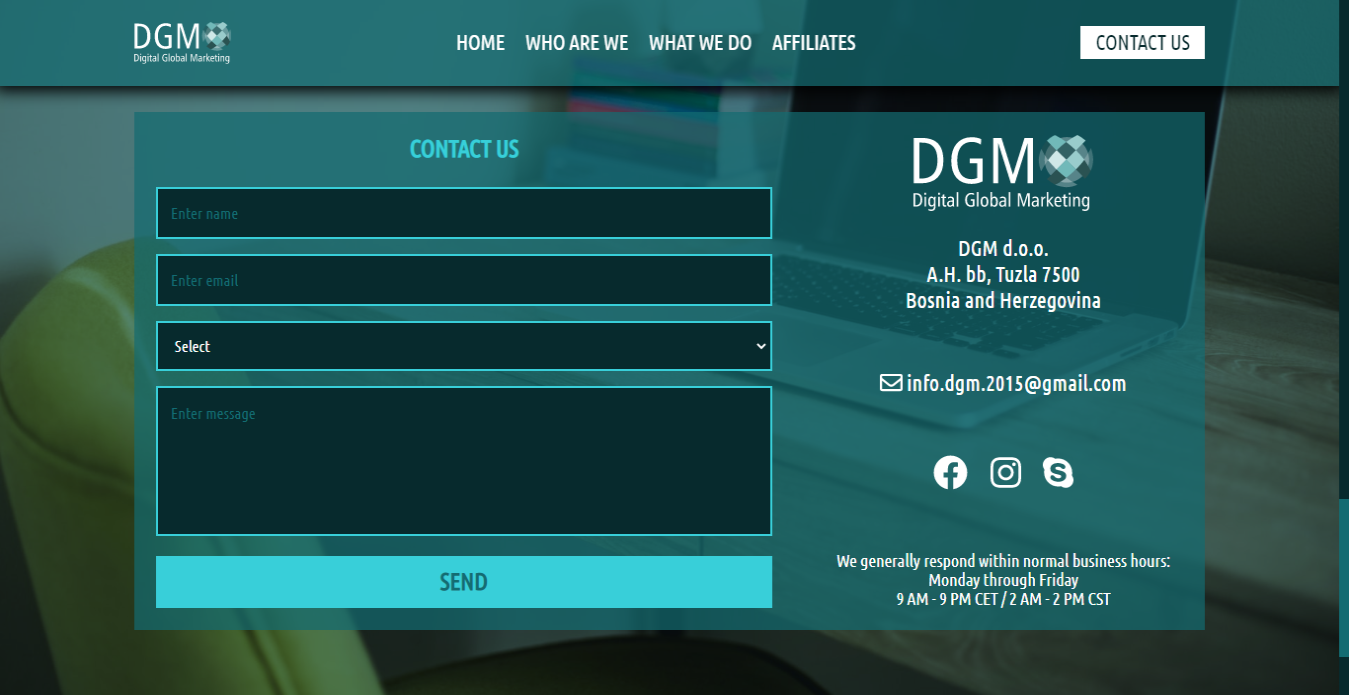 DGM
Digital Global Marketing
HOME WHO ARE WE WHAT WE DO AFFILIATES
CONTACT US
CONTACT US
Enter name
Enter email
Select
Enter message
SEND
DGM
Digital Global Marketing
DGM d.o.o.
A.H. bb, Tuzla 7500
Bosnia and Herzegovina
info.dgm.2015@gmail.com
We generally respond within normal business hours:
Monday through Friday
9 AM - 9 PM CET / 2 AM - 2 PM CST